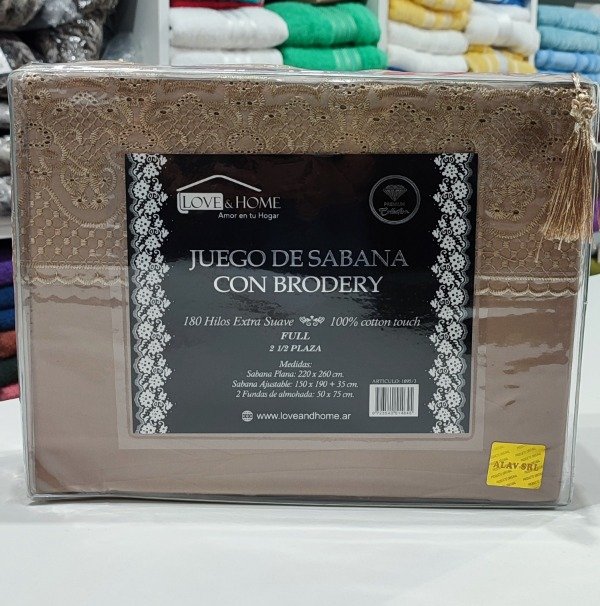 LOVE & HOME
Amor en tu Hogar
PREMIUM
Collection
JUEGO DE SABANA
CON BRODERY
180 Hilos Extra Suave 100% cotton touch
FULL
2 1/2 PLAZA
Medidas:
Sabana Plana: 220 x 260 cm.
Sabana Ajustable: 150 x 190 + 35 cm.
2 Fundas de almohada: 50 x 75 cm.
www.loveandhome.ar
ALAV SRL